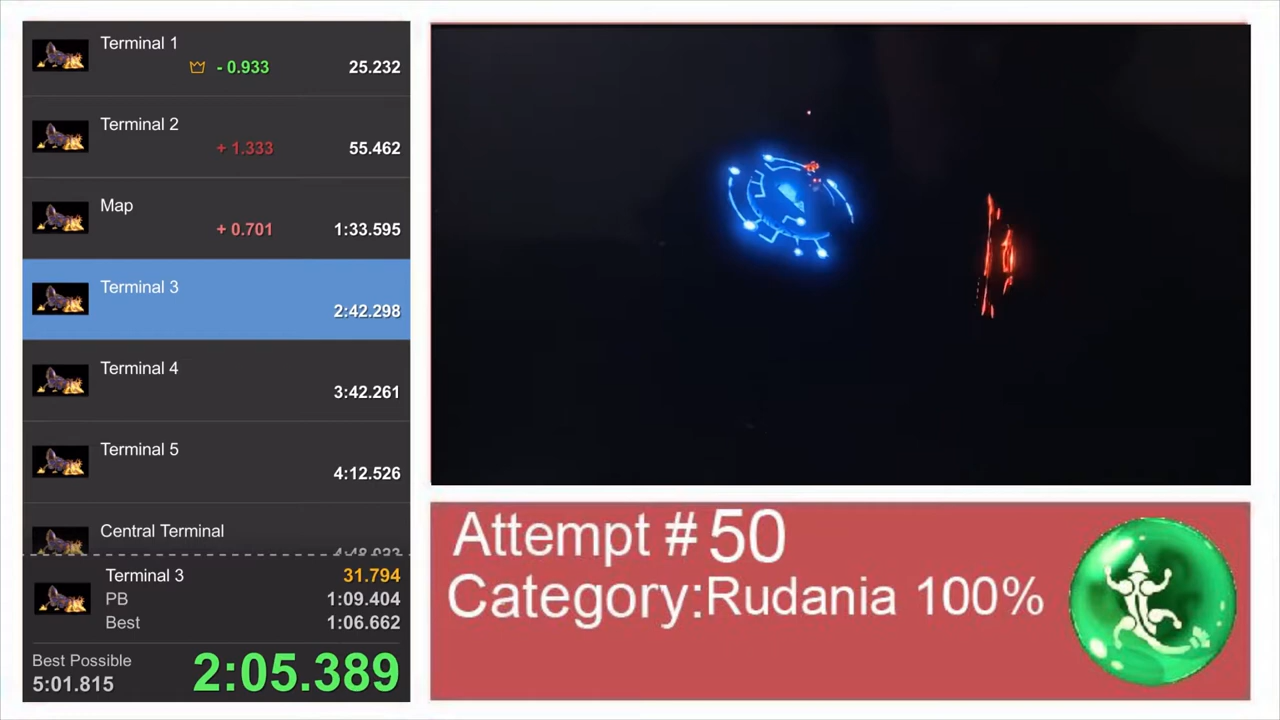 Terminal 1
- 0.933 25.232
Terminal 2
+ 1.333 55.462
Map
+ 0.701 1:33.595
Terminal 3
2:42.298
Terminal 4
3:42.261
Terminal 5
4:12.526
Central Terminal
Terminal 3 31.794
PB 1:09.404
Best 1:06.662
Best Possible
5:01.815 2:05.389
Attempt #50
Category:Rudania 100%